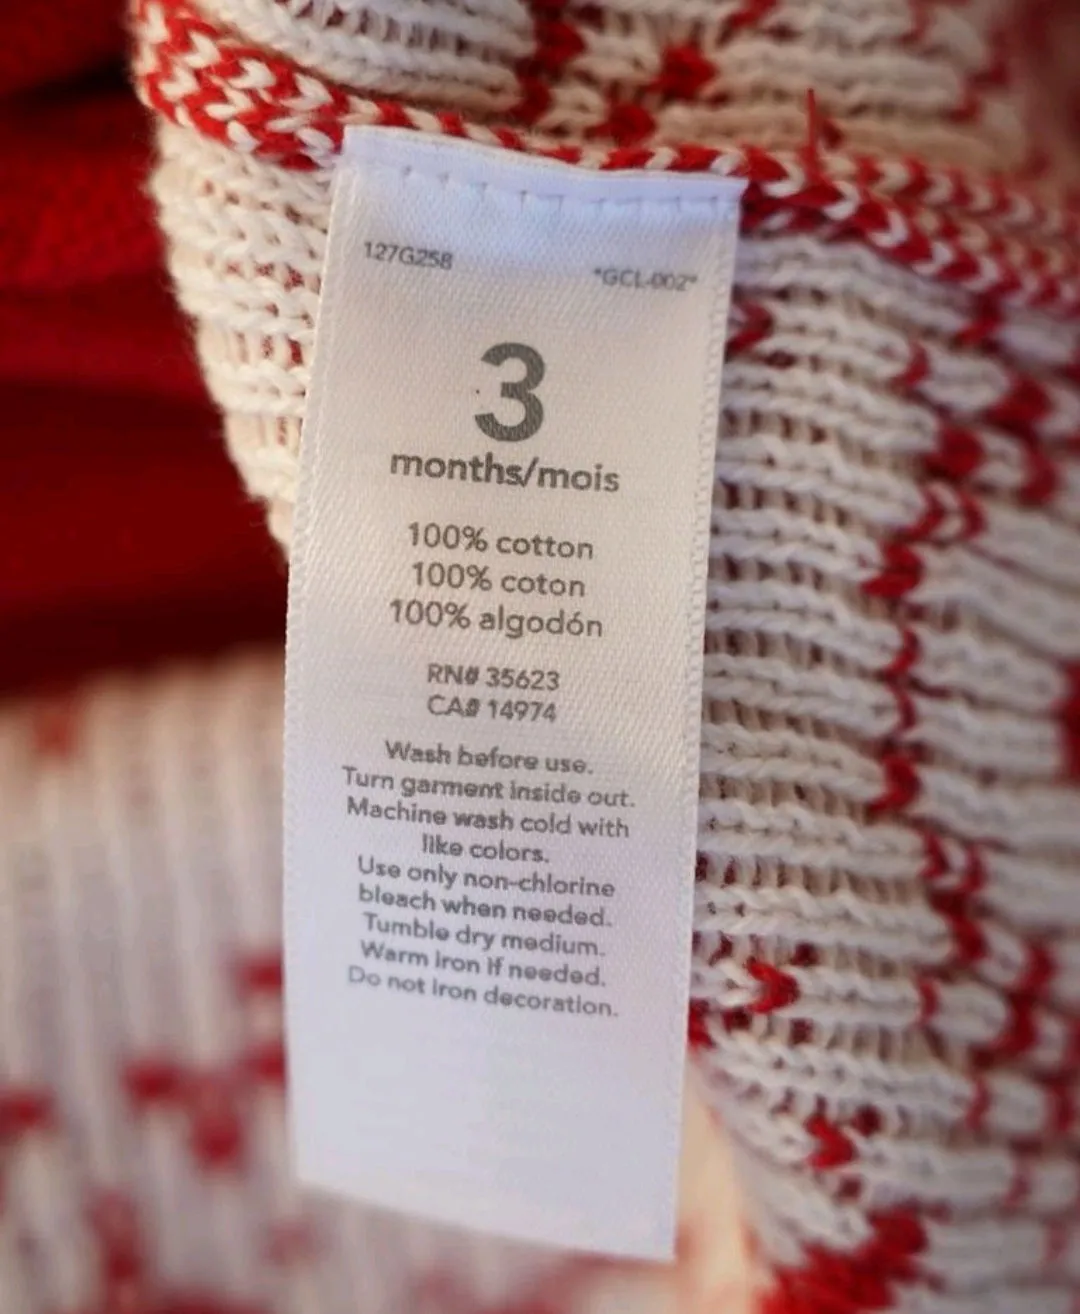 127G258
*GCL-002*
3
months/mois
100% cotton
100% coton
100% algodón
RN# 35623
CA# 14974
Wash before use.
Turn garment inside out.
Machine wash cold with
like colors.
Use only non-chlorine
bleach when needed.
Tumble dry medium.
Warm iron if needed.
Do not iron decoration.